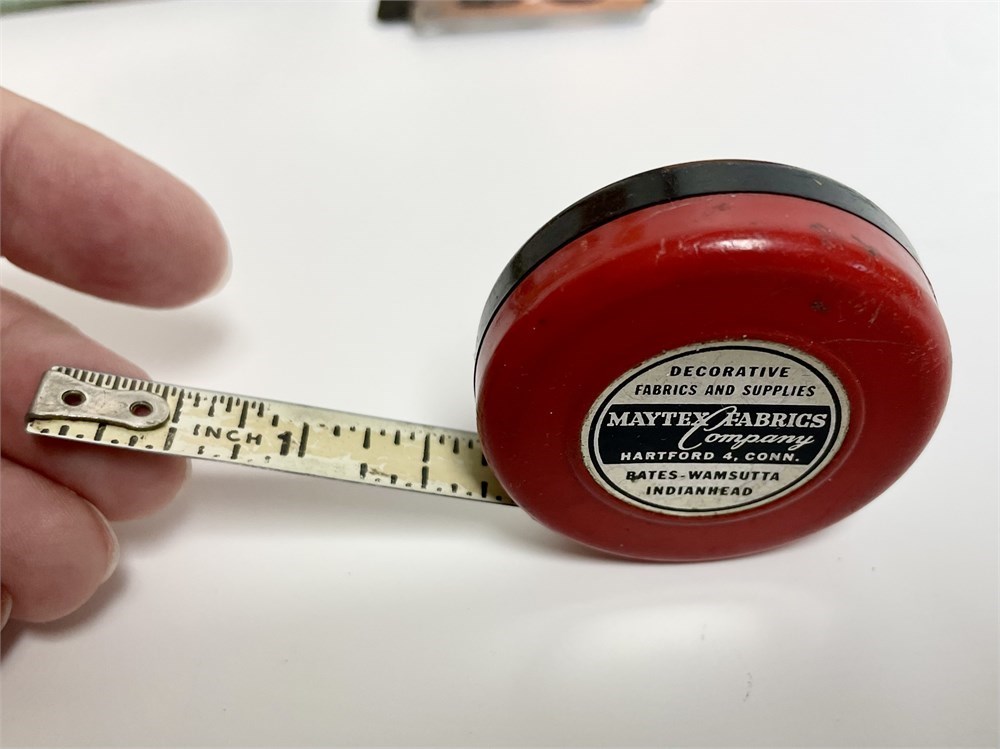 INCH 1
DECORATIVE
FABRICS AND SUPPLIES
MAYTEX FABRICS
Company
HARTFORD 4, CONN.
BATES-WAMSUTTA
INDIANHEAD